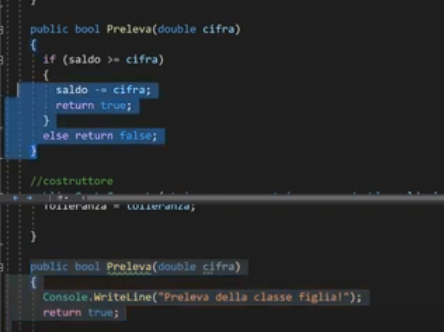 }
public bool Preleva(double cifra)
{
if (saldo >= cifra)
{
saldo -= cifra;
return true;
}
else return false;
}
//costruttore
Tolleranza = tolleranza;
}
public bool Preleva(double cifra)
{
Console.WriteLine("Preleva della classe figlia!");
return true;